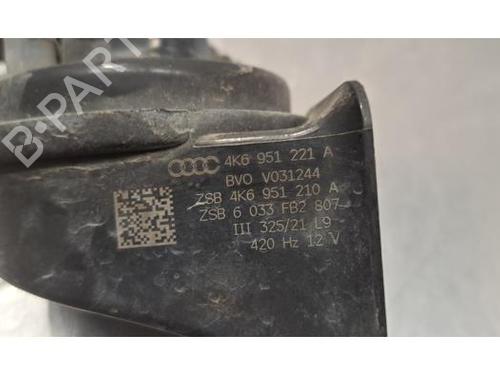 B-PARTS
4K6 951 221 A
BVO V031244
ZSB 4K6 951 210 A
ZSB 6 033 FB2 807
III 325/21 L9
420 Hz 12 V